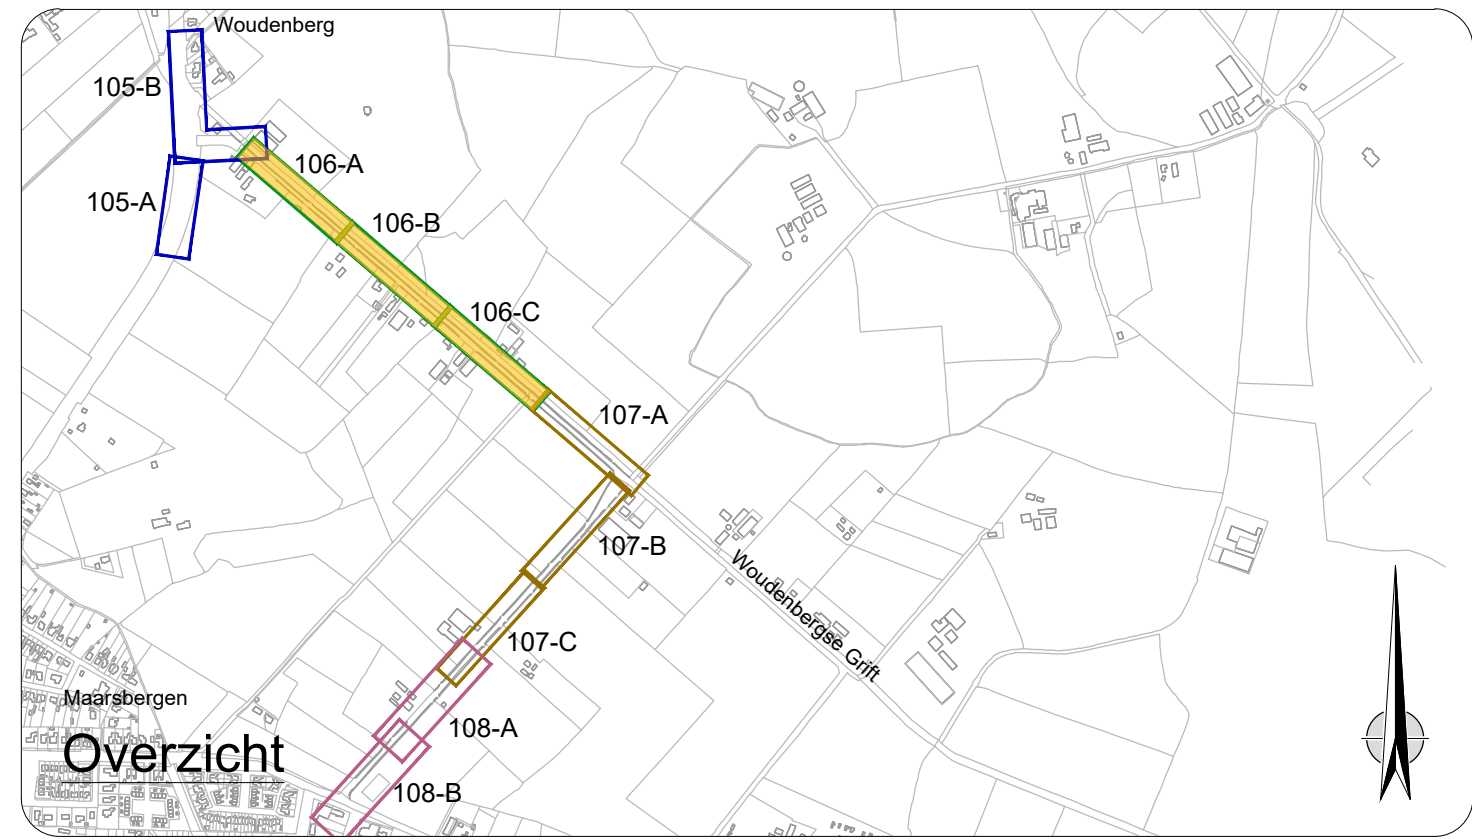 Woudenberg
105-B
106-A
105-A
106-B
106-C
107-A
107-B
Woudenbergse Grift
107-C
Maarsbergen
108-A
Overzicht
108-B